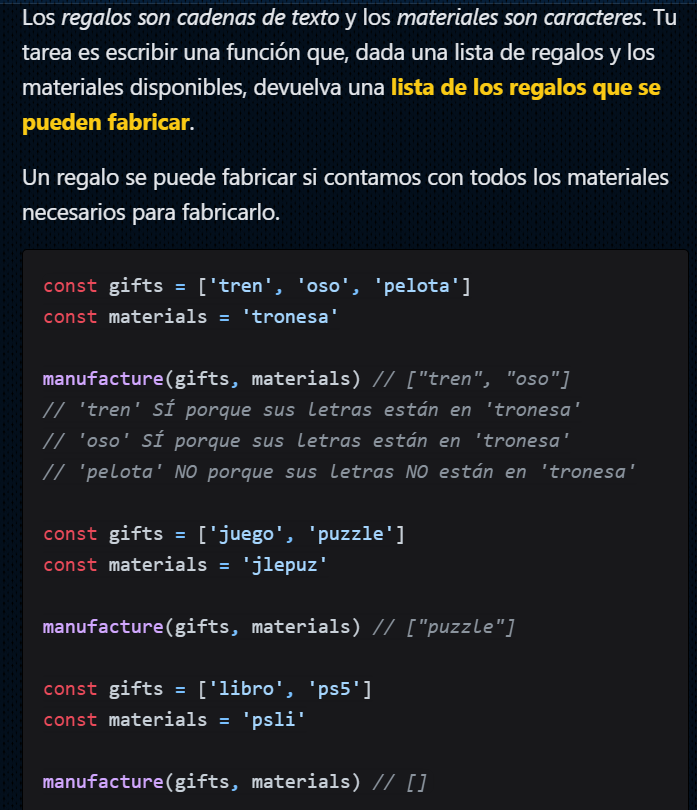 Los regalos son cadenas de texto y los materiales son caracteres. Tu
tarea es escribir una función que, dada una lista de regalos y los
materiales disponibles, devuelva una lista de los regalos que se
pueden fabricar.
Un regalo se puede fabricar si contamos con todos los materiales
necesarios para fabricarlo.
const gifts = ['tren', 'oso', 'pelota']
const materials = 'tronesa'
manufacture(gifts, materials) // ["tren", "oso"]
// 'tren' SÍ porque sus letras están en 'tronesa'
// 'oso' SÍ porque sus letras están en 'tronesa'
// 'pelota' NO porque sus letras NO están en 'tronesa'
const gifts = ['juego', 'puzzle']
const materials = 'jlepuz'
manufacture(gifts, materials) // ["puzzle"]
const gifts = ['libro', 'ps5']
const materials = 'psli'
manufacture(gifts, materials) // []